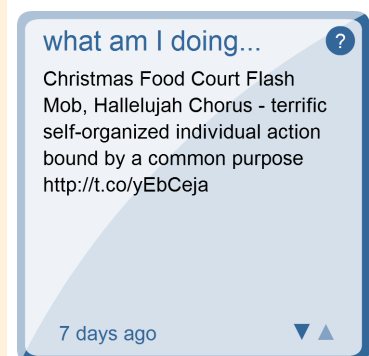 what am I doing...
?
Christmas Food Court Flash
Mob, Hallelujah Chorus - terrific
self-organized individual action
bound by a common purpose
http://t.co/yEbCeja
7 days ago